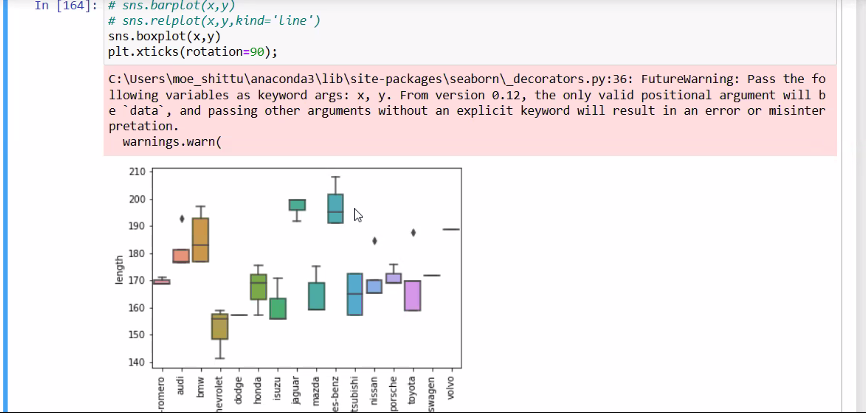 In [164]: # sns.barplot(x,y)
# sns.relplot(x,y,kind='line')
sns.boxplot(x,y)
plt.xticks(rotation=90);
C:\Users\moe_shittu\anaconda3\lib\site-packages\seaborn\_decorators.py:36: FutureWarning: Pass the fo
llowing variables as keyword args: x, y. From version 0.12, the only valid positional argument will b
e `data`, and passing other arguments without an explicit keyword will result in an error or misinter
pretation.
warnings.warn(
210
200
190
180
170
160
150
140
length
-romero
audi
bmw
hevrolet
dodge
honda
isuzu
jaguar
mazda
es-benz
tsubishi
nissan
porsche
toyota
swagen
volvo